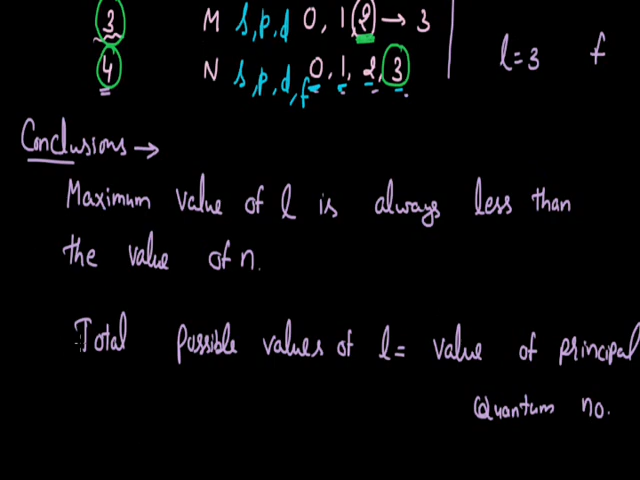 3 M s,p,d 0, 1, 2 → 3
4 N s,p,d,f 0, 1, 2, 3 l=3 f
Conclusions →
Maximum value of l is always less than
the value of n.
Total possible values of l = value of principal
Quantum no.